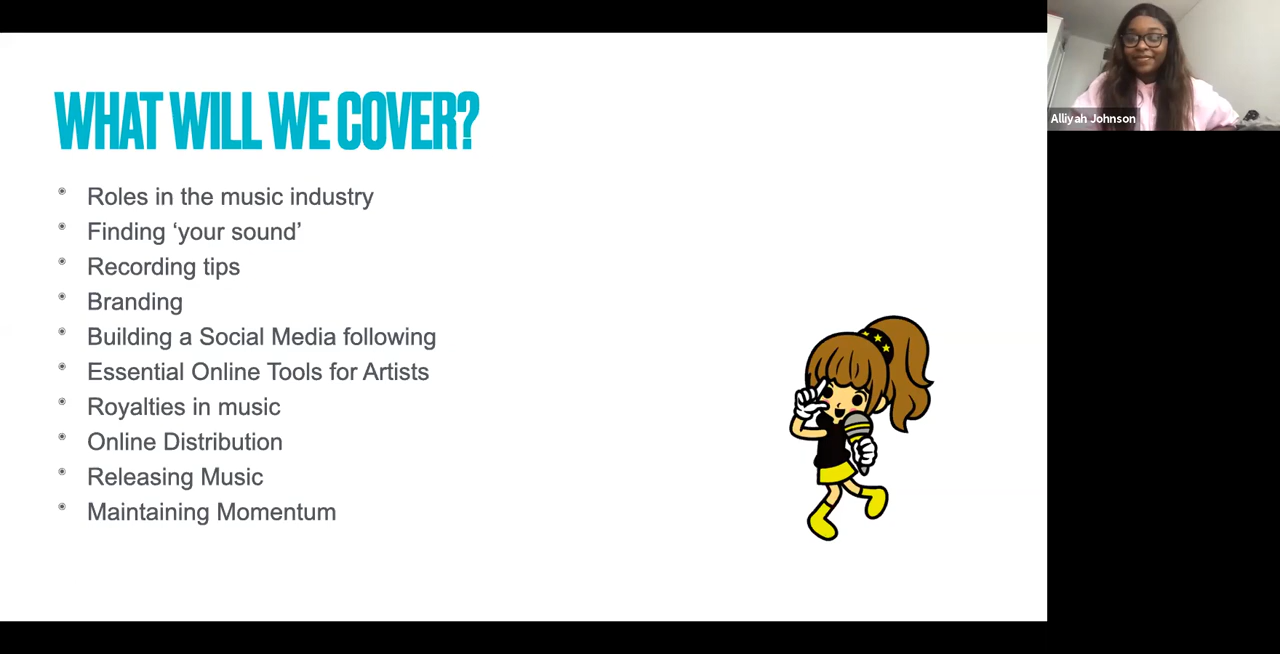 WHAT WILL WE COVER?
Roles in the music industry
Finding ‘your sound’
Recording tips
Branding
Building a Social Media following
Essential Online Tools for Artists
Royalties in music
Online Distribution
Releasing Music
Maintaining Momentum
Alliyah Johnson